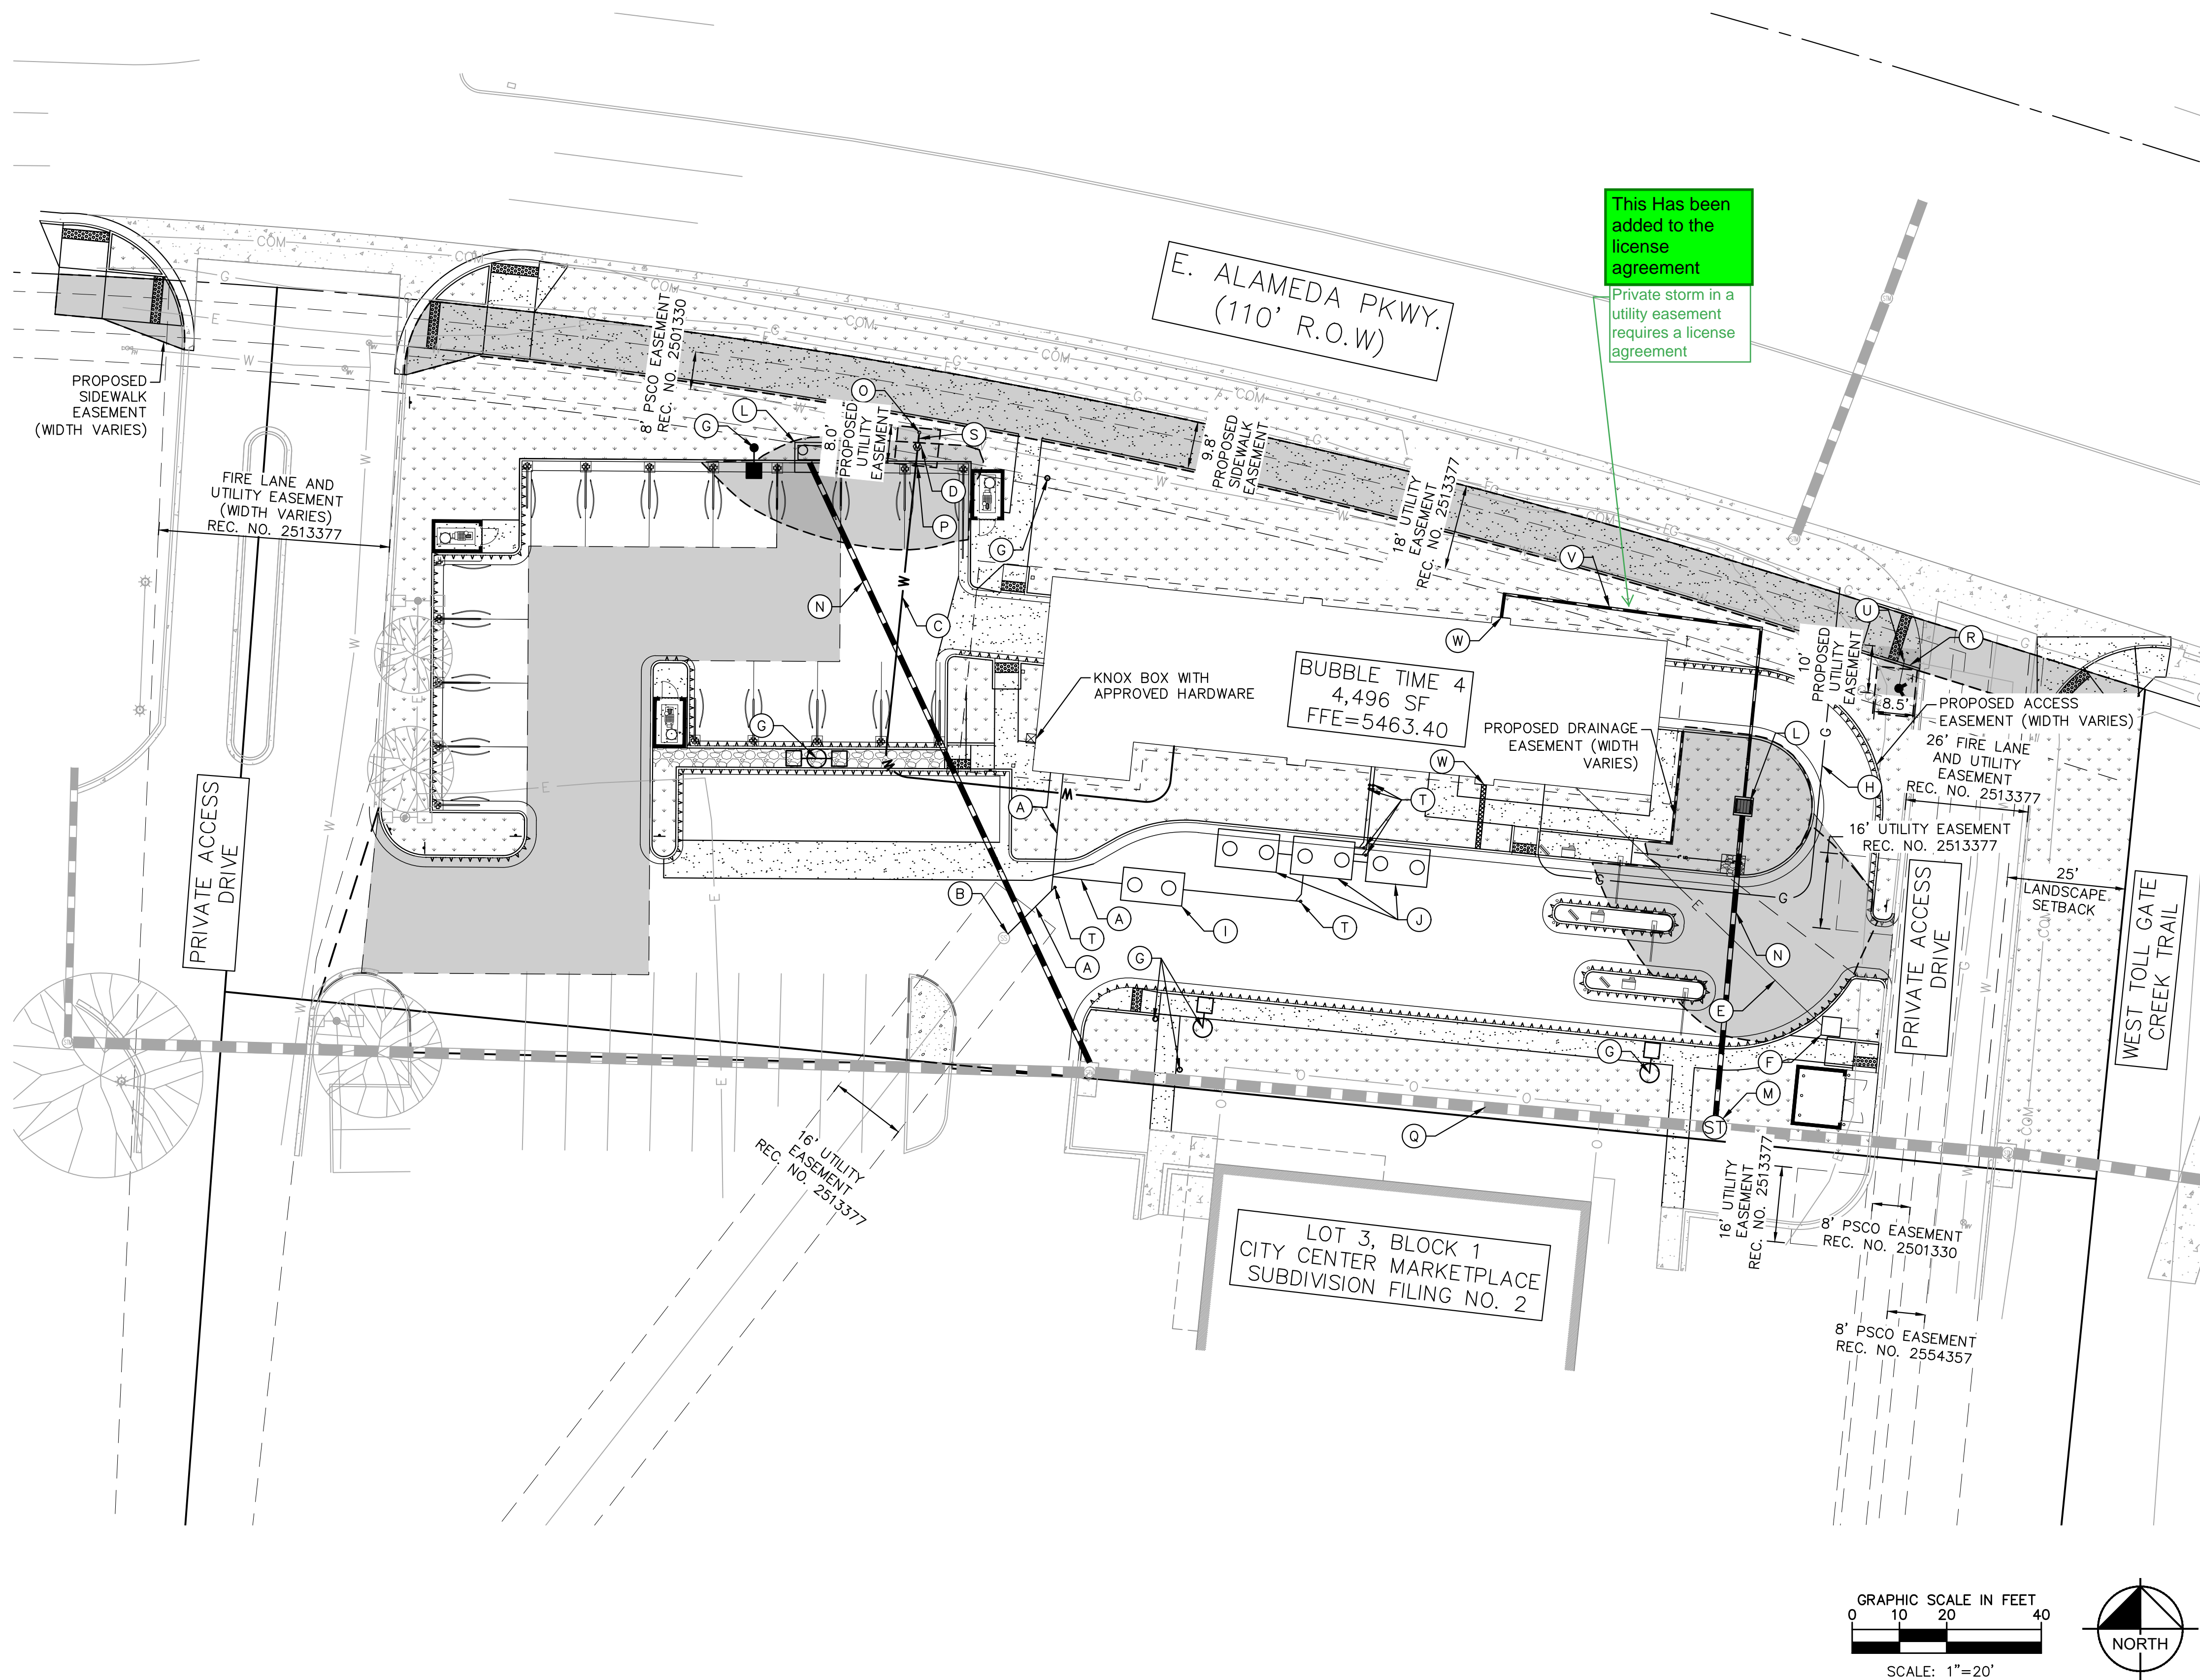 E. ALAMEDA PKWY.
(110' R.O.W)
This Has been
added to the
license
agreement
Private storm in a
utility easement
requires a license
agreement
PROPOSED
SIDEWALK
EASEMENT
(WIDTH VARIES)
FIRE LANE AND
UTILITY EASEMENT
(WIDTH VARIES)
REC. NO. 2513377
8' PSCO EASEMENT
REC. NO. 2501330
8.0'
PROPOSED
UTILITY
EASEMENT
9.8'
PROPOSED
SIDEWALK
EASEMENT
18' UTILITY
EASEMENT
REC. NO. 2513377
G
L
O
S
D
P
G
N
C
V
W
U
R
10'
PROPOSED
UTILITY
EASEMENT
8.5'
PROPOSED ACCESS
EASEMENT (WIDTH VARIES)
26' FIRE LANE
AND UTILITY
EASEMENT
REC. NO. 2513377
16' UTILITY EASEMENT
REC. NO. 2513377
25'
LANDSCAPE
SETBACK
KNOX BOX WITH
APPROVED HARDWARE
BUBBLE TIME 4
4,496 SF
FFE=5463.40
PROPOSED DRAINAGE
EASEMENT (WIDTH
VARIES)
G
W
L
H
T
A
B
A
T
A
I
T
J
G
N
E
F
G
M
ST
Q
PRIVATE ACCESS
DRIVE
PRIVATE ACCESS
DRIVE
WEST TOLL GATE
CREEK TRAIL
16' UTILITY
EASEMENT
REC. NO. 2513377
16' UTILITY
EASEMENT
REC. NO. 2513377
8' PSCO EASEMENT
REC. NO. 2501330
8' PSCO EASEMENT
REC. NO. 2554357
LOT 3, BLOCK 1
CITY CENTER MARKETPLACE
SUBDIVISION FILING NO. 2
GRAPHIC SCALE IN FEET
0 10 20 40
SCALE: 1"=20'
NORTH